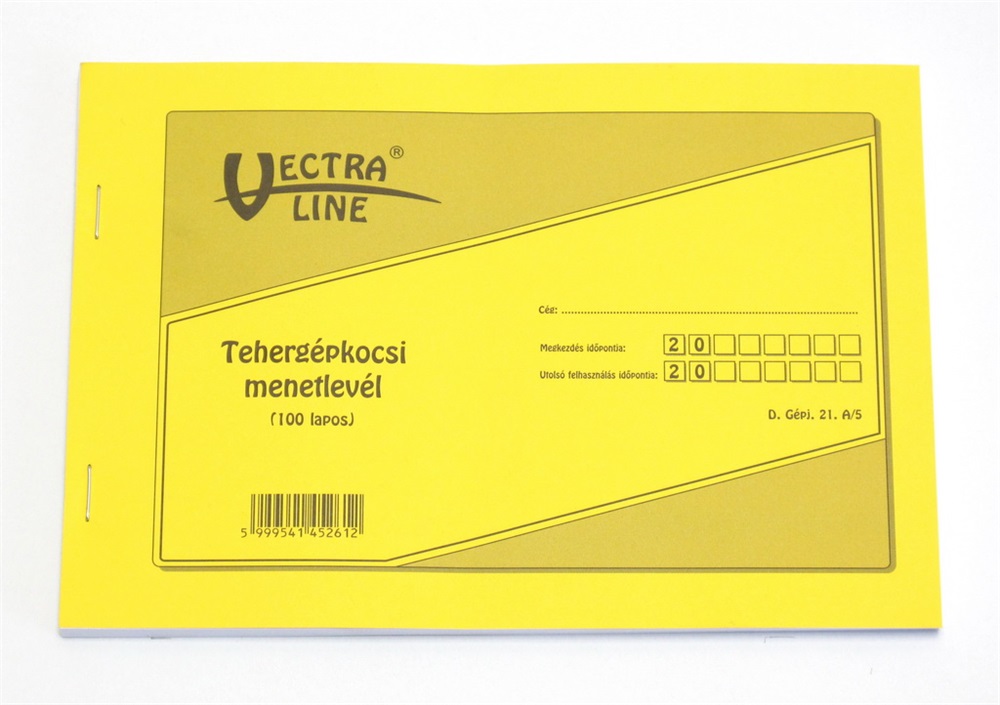 VECTRA®
LINE
Cég: ..........................................................................................
Tehergépkocsi
menetlevél
(100 lapos)
Megkezdés időpontja: 20
Utolsó felhasználás időpontja: 20
D. Gépj. 21. A/5
5 999541 452612